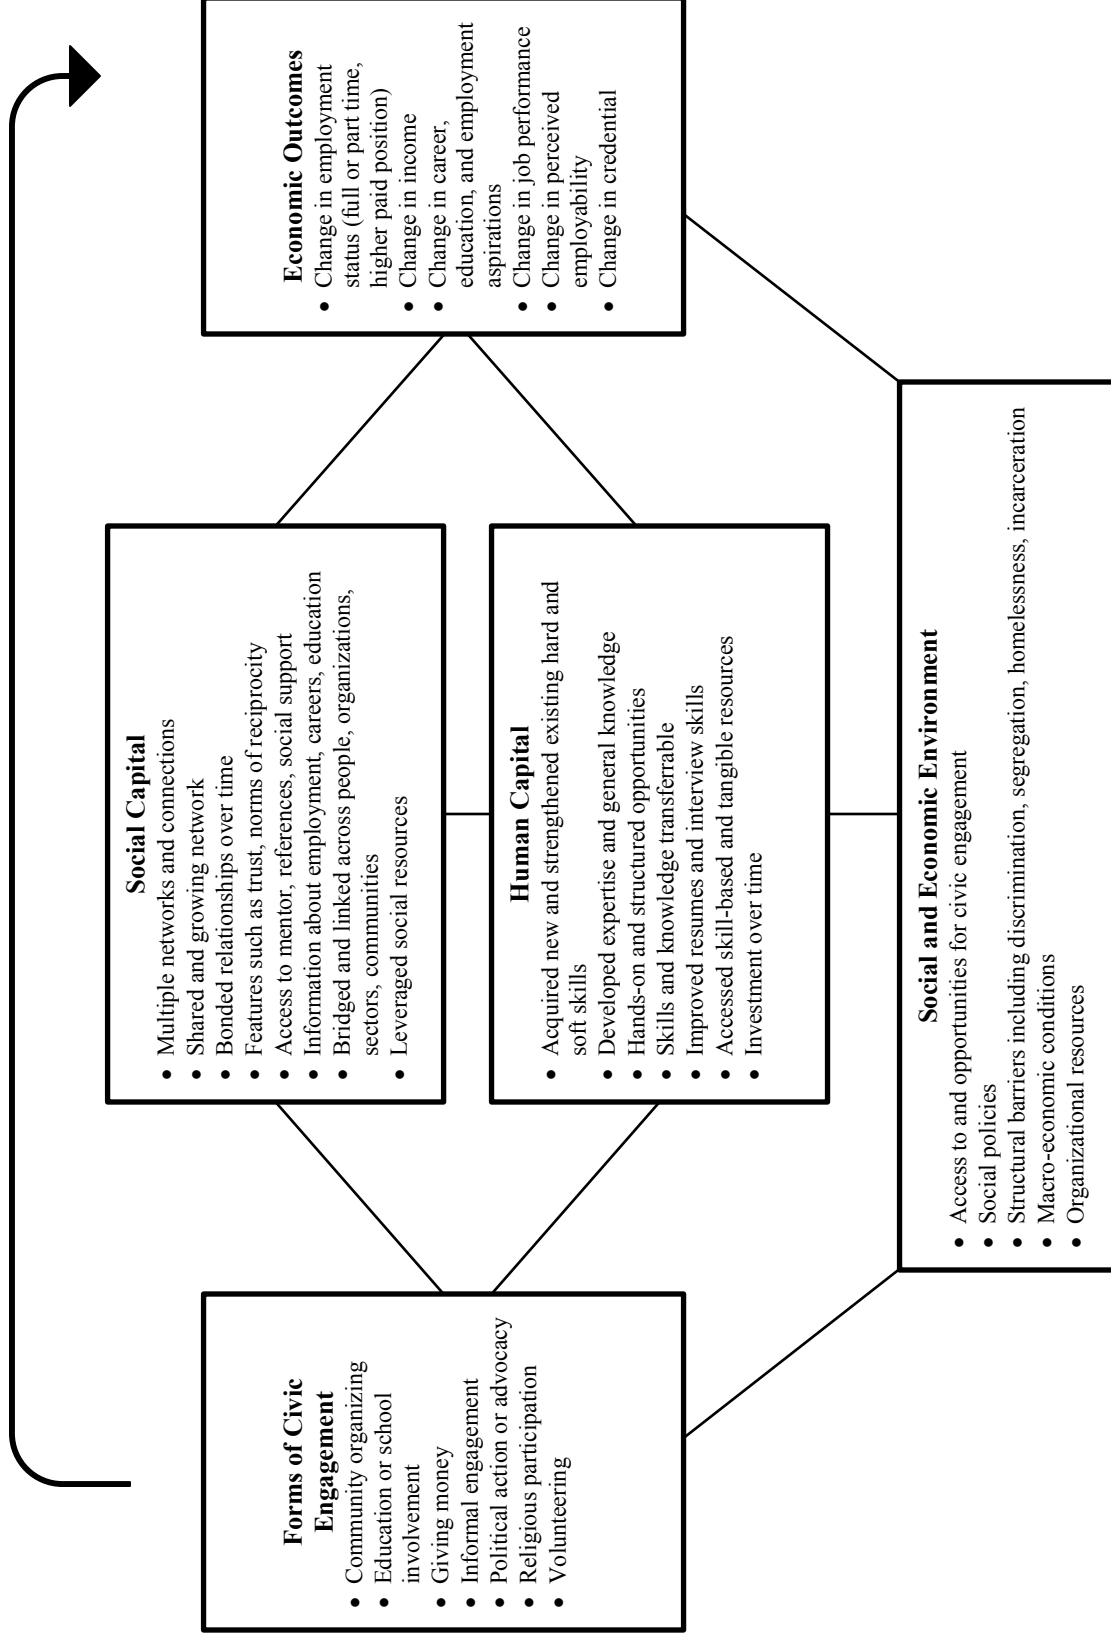 Forms of Civic
Engagement
• Community organizing
• Education or school
involvement
• Giving money
• Informal engagement
• Political action or advocacy
• Religious participation
• Volunteering
Social Capital
• Multiple networks and connections
• Shared and growing network
• Bonded relationships over time
• Features such as trust, norms of reciprocity
• Access to mentor, references, social support
• Information about employment, careers, education
• Bridged and linked across people, organizations,
sectors, communities
• Leveraged social resources
Human Capital
• Acquired new and strengthened existing hard and
soft skills
• Developed expertise and general knowledge
• Hands-on and structured opportunities
• Skills and knowledge transferrable
• Improved resumes and interview skills
• Accessed skill-based and tangible resources
• Investment over time
Economic Outcomes
• Change in employment
status (full or part time,
higher paid position)
• Change in income
• Change in career,
education, and employment
aspirations
• Change in job performance
• Change in perceived
employability
• Change in credential
Social and Economic Environment
• Access to and opportunities for civic engagement
• Social policies
• Structural barriers including discrimination, segregation, homelessness, incarceration
• Macro-economic conditions
• Organizational resources